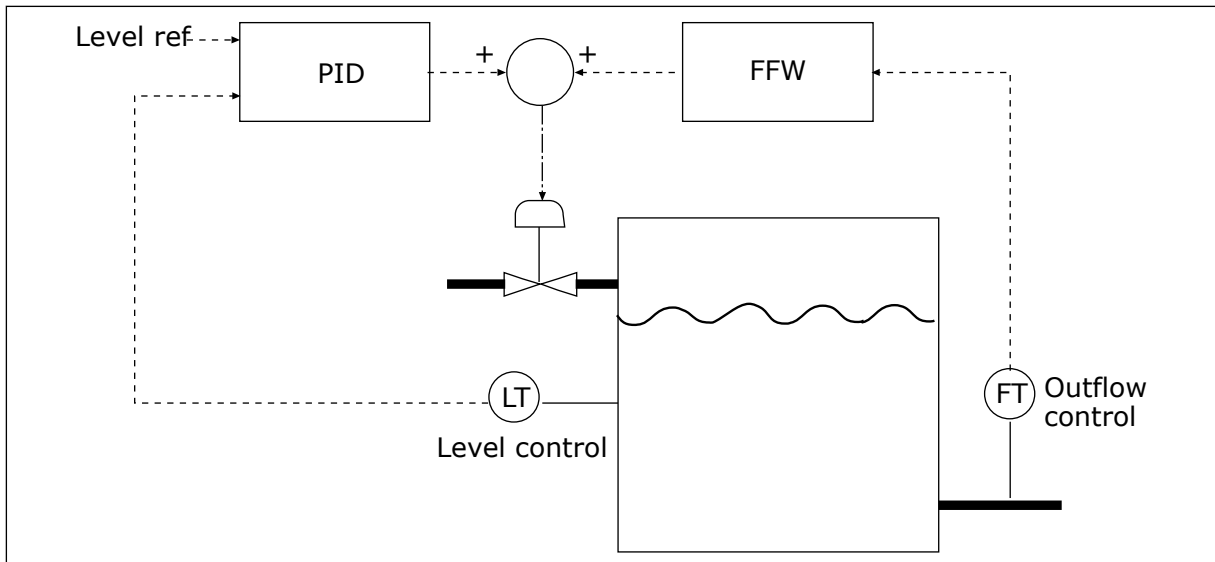 Level ref
PID
+
+
FFW
LT
Level control
FT
Outflow
control